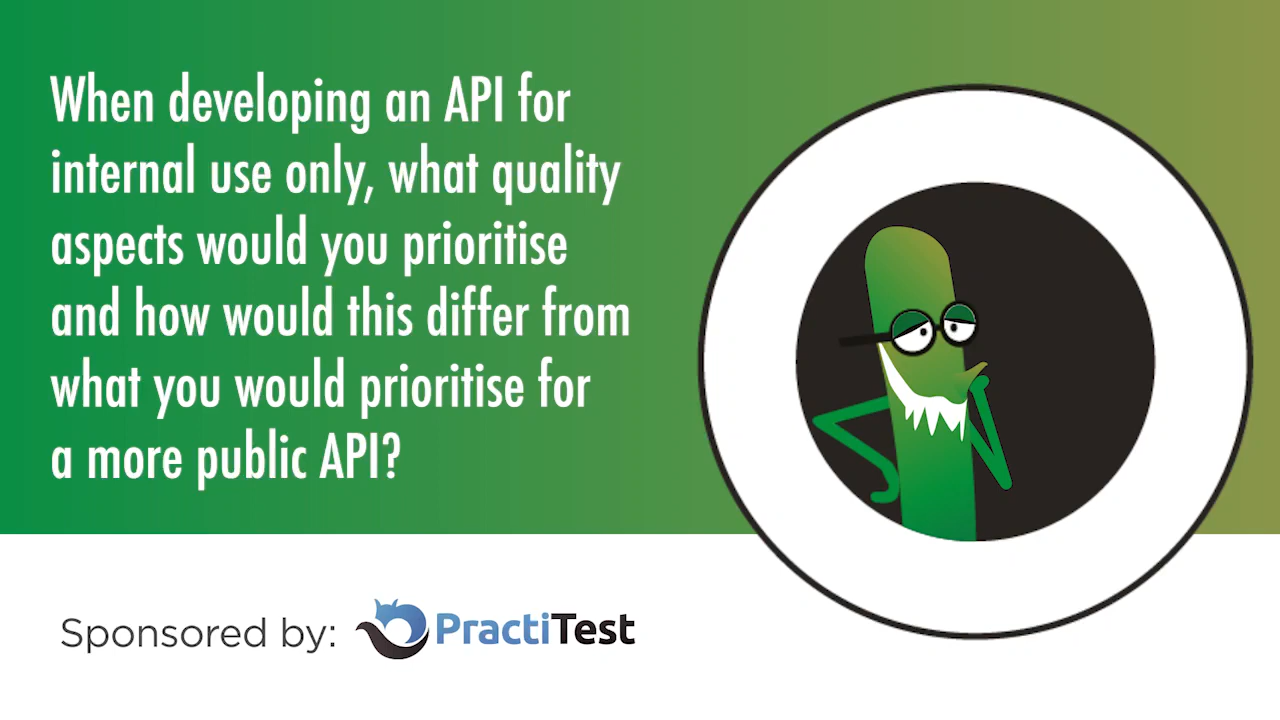 When developing an API for
internal use only, what quality
aspects would you prioritise
and how would this differ from
what you would prioritise for
a more public API?
Sponsored by: PractiTest